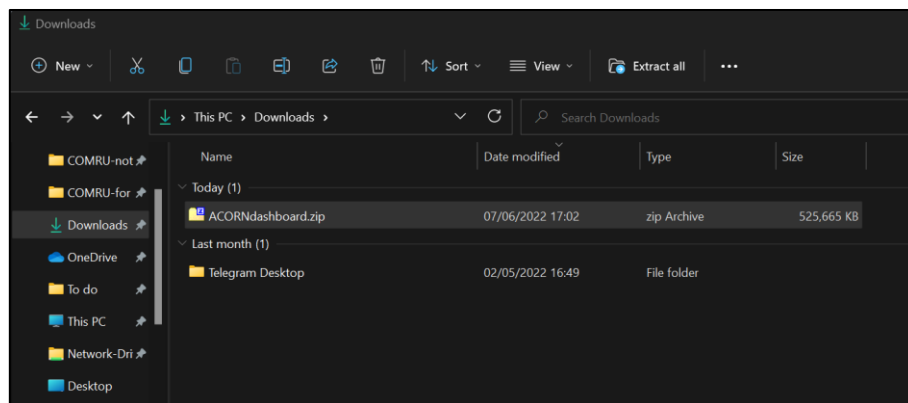 Downloads
New Sort View Extract all
This PC Downloads Search Downloads
Name Date modified Type Size
COMRU-not
Today (1)
COMRU-for
ACORNdashboard.zip 07/06/2022 17:02 zip Archive 525,665 KB
Downloads
Last month (1)
OneDrive
Telegram Desktop 02/05/2022 16:49 File folder
To do
This PC
Network-Dri
Desktop